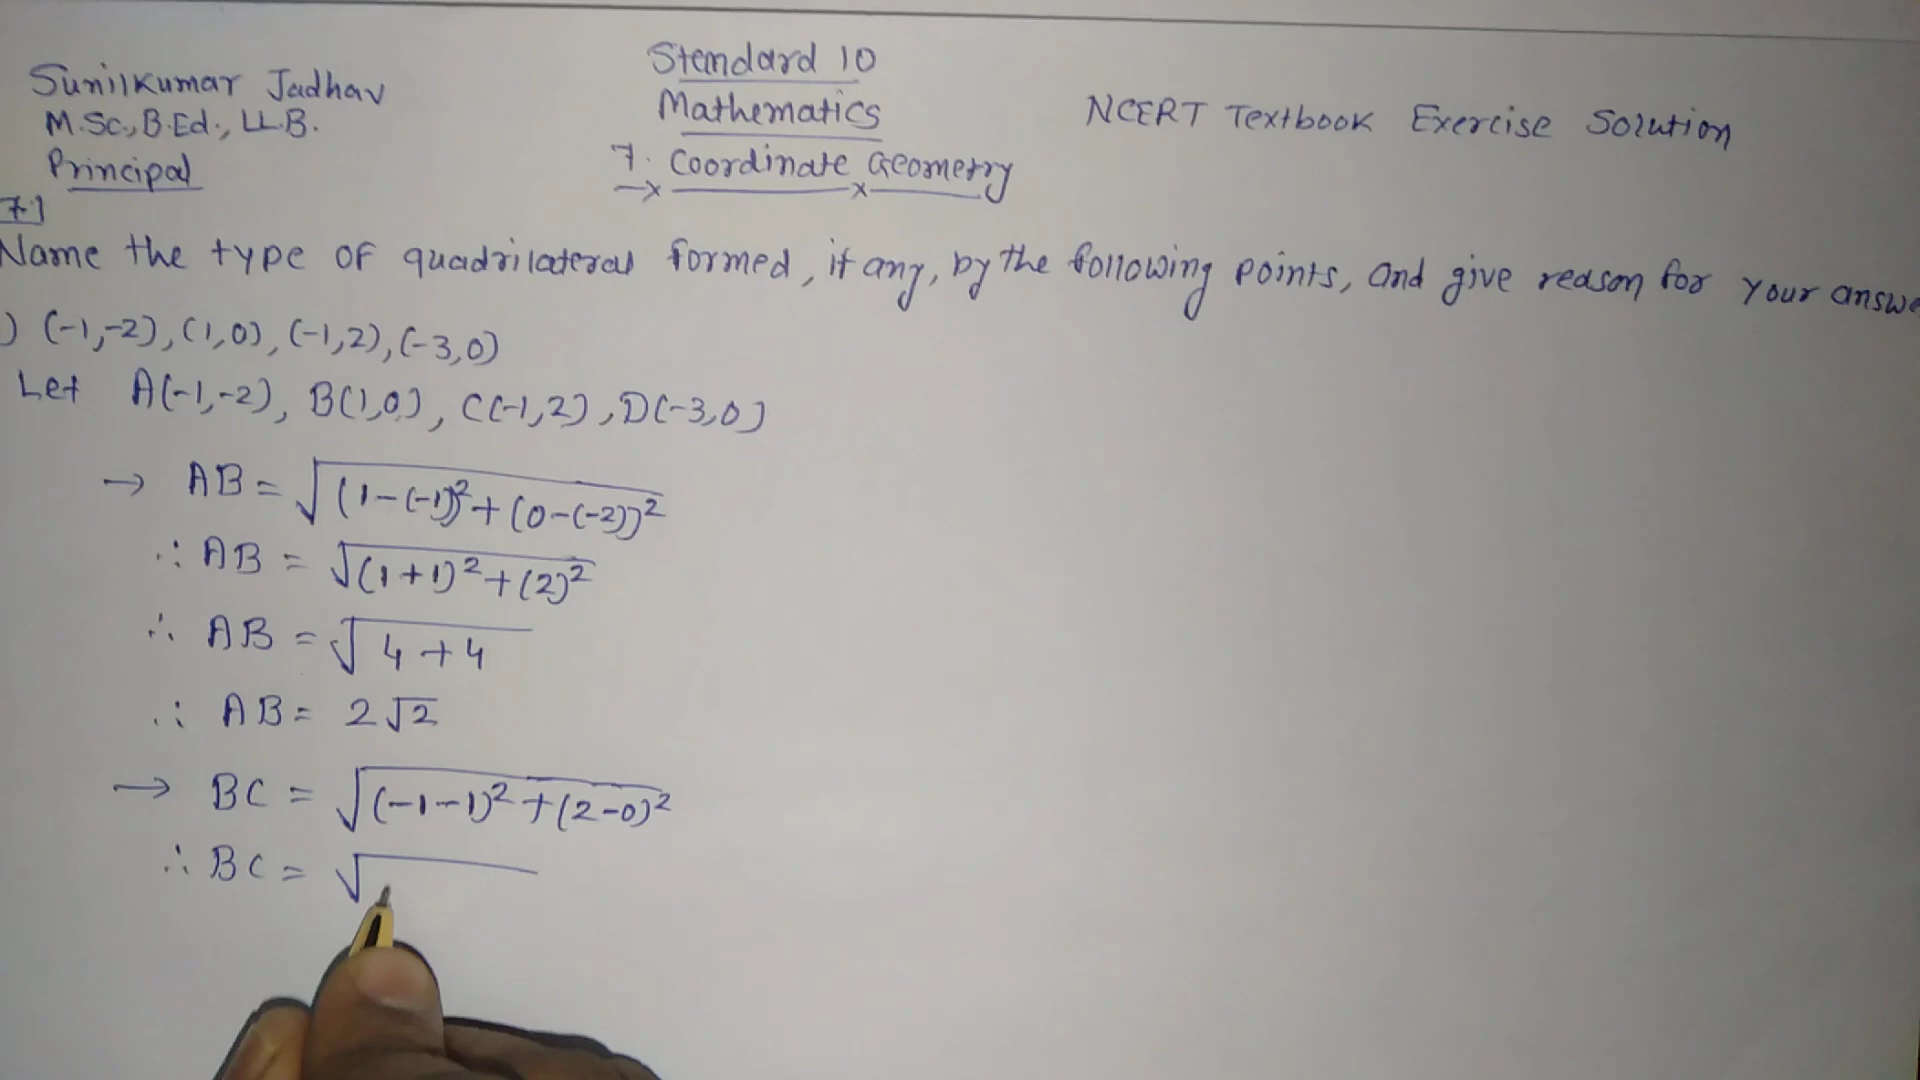 Sunilkumar Jadhav
M.Sc., B.Ed., LL.B.
Principal
Standard 10
Mathematics
7. Coordinate Geometry
NCERT Textbook Exercise Solution
7.1
Name the type of quadrilateral formed, if any, by the following points, and give reason for your answe
) (-1,-2), (1,0), (-1,2), (-3,0)
Let A(-1,-2), B(1,0), C(-1,2), D(-3,0)
→ AB = √(1-(-1))²+(0-(-2))²
∴ AB = √(1+1)²+(2)²
∴ AB = √4+4
∴ AB = 2√2
→ BC = √(-1-1)²+(2-0)²
∴ BC = √